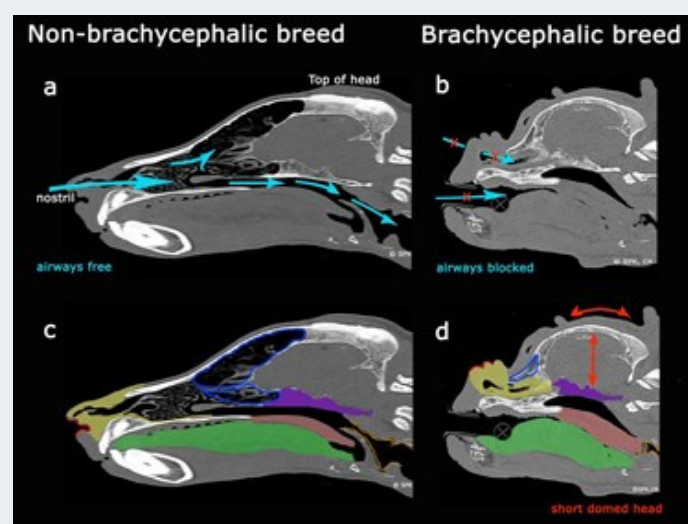 Non-brachycephalic breed
Brachycephalic breed
a
Top of head
b
nostril
airways free
airways blocked
c
d
short domed head